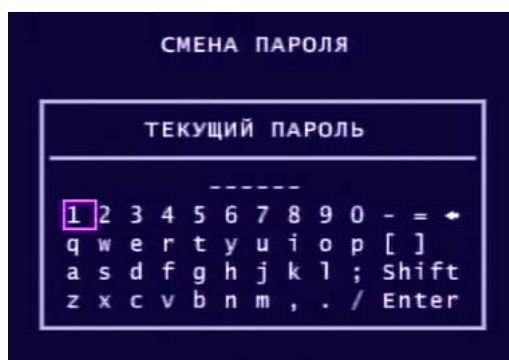 СМЕНА ПАРОЛЯ
ТЕКУЩИЙ ПАРОЛЬ
------
1 2 3 4 5 6 7 8 9 0 - = ←
q w e r t y u i o p [ ]
a s d f g h j k l ; Shift
z x c v b n m , . / Enter